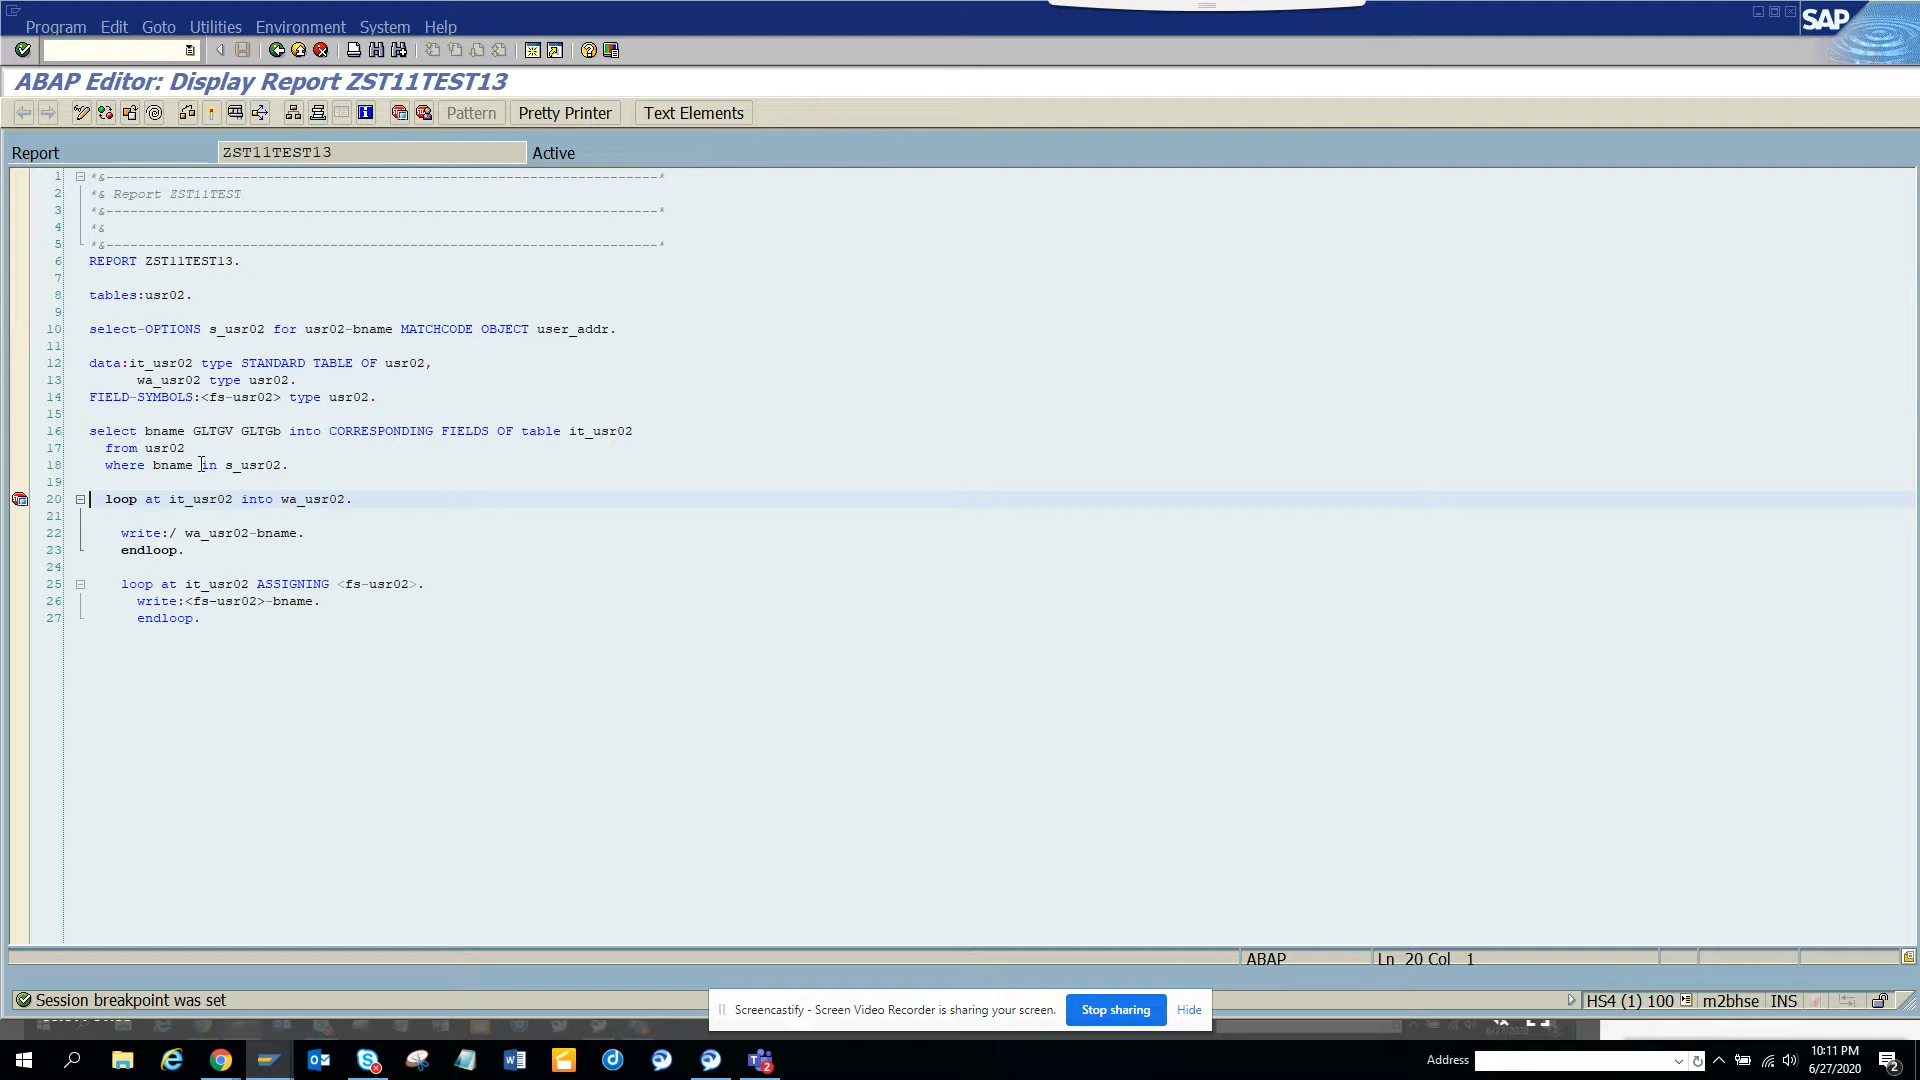 Program Edit Goto Utilities Environment System Help
SAP
ABAP Editor: Display Report ZST11TEST13
Pattern Pretty Printer Text Elements
Report ZST11TEST13 Active
1 *&---------------------------------------------------------------------*
2 *& Report ZST11TEST
3 *&---------------------------------------------------------------------*
4 *&
5 *&---------------------------------------------------------------------*
6 REPORT ZST11TEST13.
7
8 tables:usr02.
9
10 select-OPTIONS s_usr02 for usr02-bname MATCHCODE OBJECT user_addr.
11
12 data:it_usr02 type STANDARD TABLE OF usr02,
13 wa_usr02 type usr02.
14 FIELD-SYMBOLS:<fs-usr02> type usr02.
15
16 select bname GLTGV GLTGb into CORRESPONDING FIELDS OF table it_usr02
17 from usr02
18 where bname in s_usr02.
19
20 loop at it_usr02 into wa_usr02.
21
22 write:/ wa_usr02-bname.
23 endloop.
24
25 loop at it_usr02 ASSIGNING <fs-usr02>.
26 write:<fs-usr02>-bname.
27 endloop.
ABAP Ln 20 Col 1
Session breakpoint was set
HS4 (1) 100 m2bhse INS
Screencastify - Screen Video Recorder is sharing your screen. Stop sharing Hide
Address
10:11 PM
6/27/2020
2
2